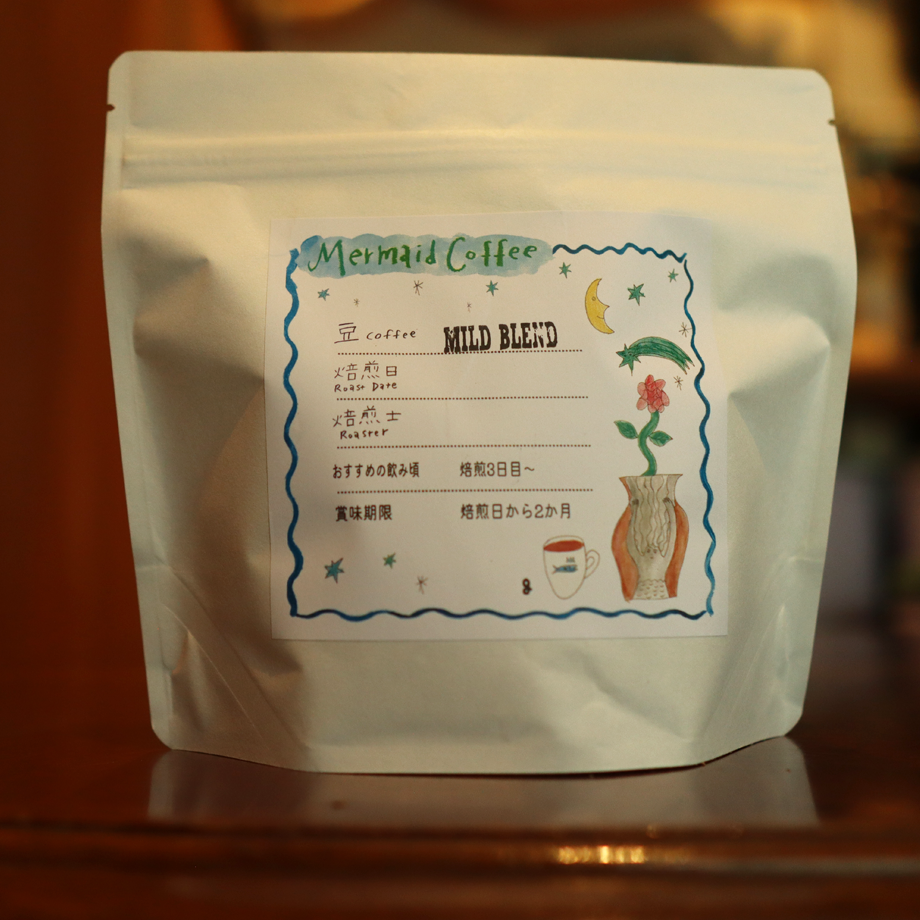 Mermaid Coffee
豆 coffee MILD BLEND
焙煎日
Roast Date
焙煎士
Roaster
おすすめの飲み頃 焙煎3日目～
賞味期限 焙煎日から2か月